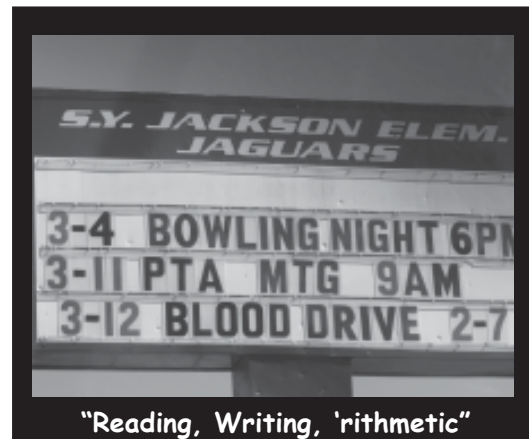 S.Y. JACKSON ELEM.
JAGUARS
3-4 BOWLING NIGHT 6PM
3-11 PTA MTG 9AM
3-12 BLOOD DRIVE 2-7
“Reading, Writing, ‘rithmetic”